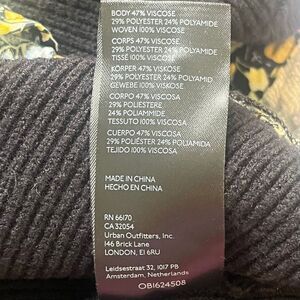 BODY 47% VISCOSE
29% POLYESTER 24% POLYAMIDE
WOVEN 100% VISCOSE
CORPS 47% VISCOSE
29% POLYESTER 24% POLYAMIDE
TISSÉ 100% VISCOSE
KÖRPER 47% VISKOSE
29% POLYESTER 24% POLYAMID
GEWEBE 100% VISKOSE
CORPO 47% VISCOSA
29% POLIESTERE
24% POLIAMMIDE
TESSUTO 100% VISCOSA
CUERPO 47% VISCOSA
29% POLYESTER 24% POLYAMIDE
TEJIDO 100% VISCOSA
MADE IN CHINA
HECHO EN CHINA
RN 66170
CA 32054
Urban Outfitters, Inc.
146 Brick Lane
LONDON, E1 6RU
Leidsestraat 32, 1017 PB
Amsterdam, Netherlands
OB1624508